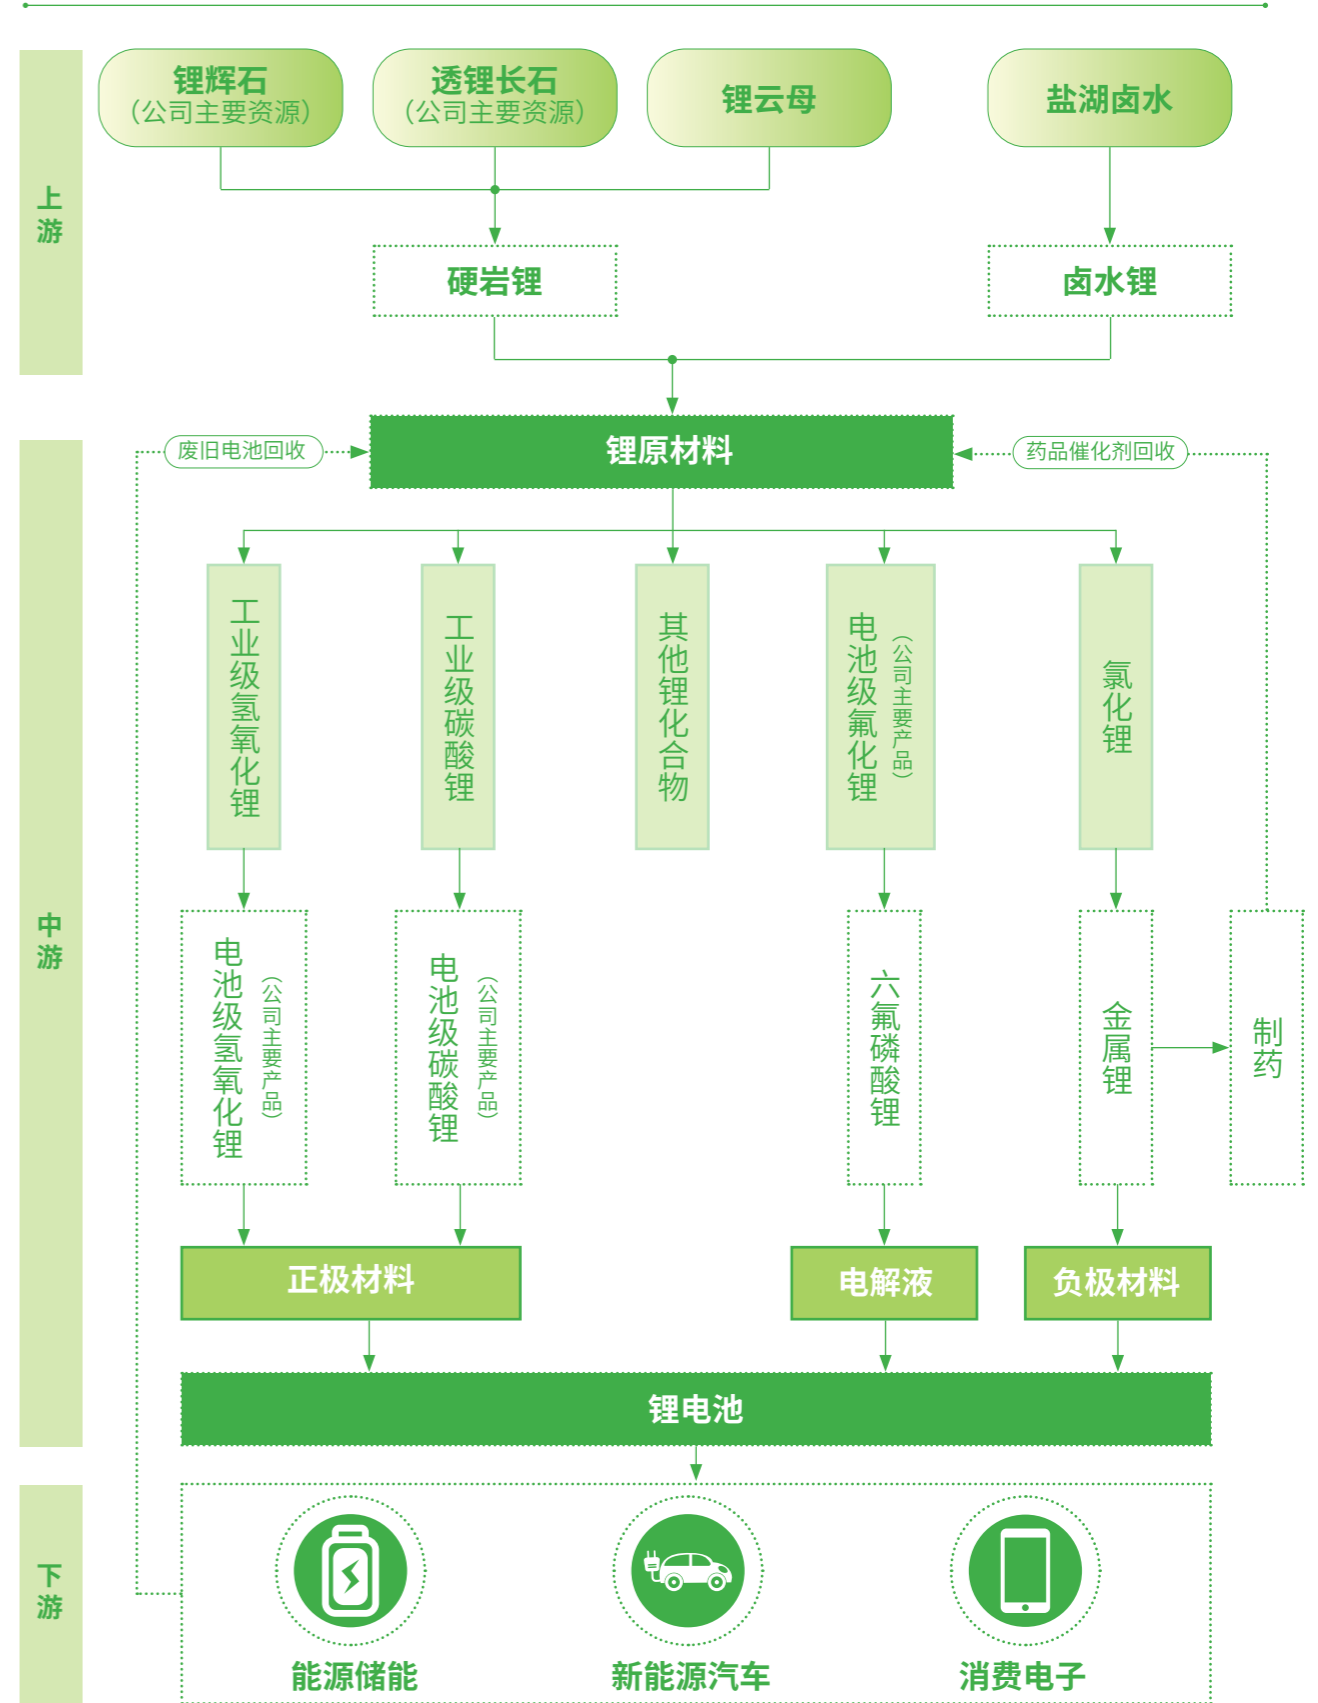 上游
锂辉石
（公司主要资源）
透锂长石
（公司主要资源）
锂云母
盐湖卤水
硬岩锂
卤水锂
中游
废旧电池回收
锂原材料
药品催化剂回收
工业级氢氧化锂
工业级碳酸锂
其他锂化合物
电池级氟化锂
（公司主要产品）
氯化锂
电池级氢氧化锂
（公司主要产品）
电池级碳酸锂
（公司主要产品）
六氟磷酸锂
金属锂
制药
正极材料
电解液
负极材料
锂电池
下游
能源储能
新能源汽车
消费电子